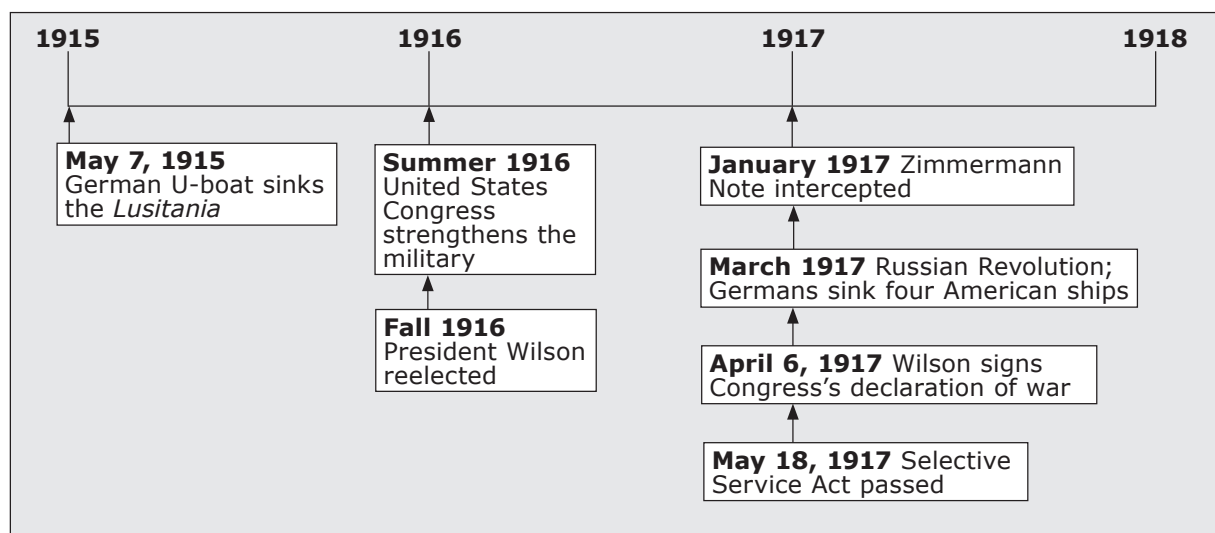 1915 1916 1917 1918
May 7, 1915
German U-boat sinks
the Lusitania
Summer 1916
United States
Congress
strengthens the
military
Fall 1916
President Wilson
reelected
January 1917 Zimmermann
Note intercepted
March 1917 Russian Revolution;
Germans sink four American ships
April 6, 1917 Wilson signs
Congress’s declaration of war
May 18, 1917 Selective
Service Act passed